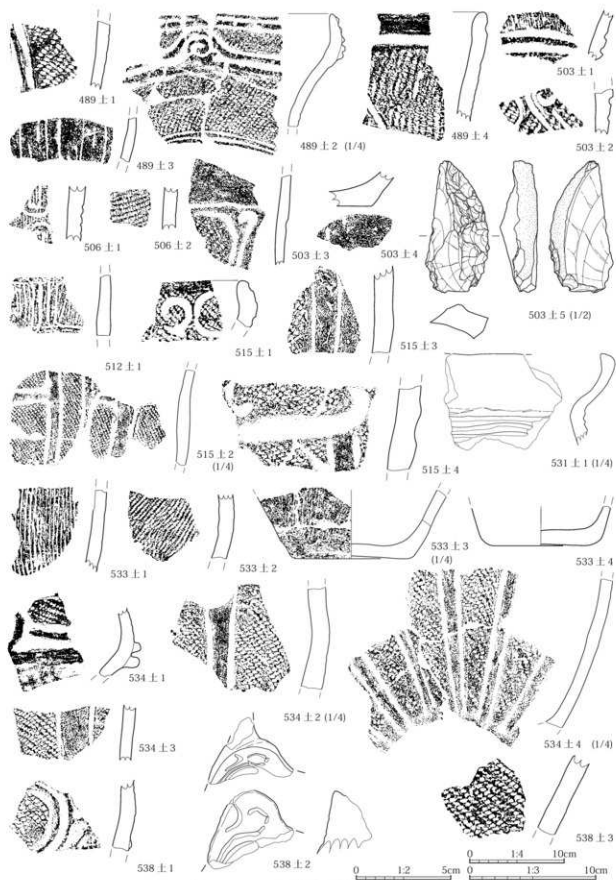 489 土 1
489 土 2 (1/4)
489 土 4
503 土 1
489 土 3
503 土 2
506 土 1
506 土 2
503 土 3
503 土 4
503 土 5 (1/2)
512 土 1
515 土 1
515 土 3
515 土 2
(1/4)
515 土 4
531 土 1 (1/4)
533 土 1
533 土 2
533 土 3
(1/4)
533 土 4
534 土 1
534 土 2 (1/4)
534 土 4 (1/4)
534 土 3
538 土 1
538 土 2
538 土 3
0 1:2 5cm
0 1:4 10cm
0 1:3 10cm